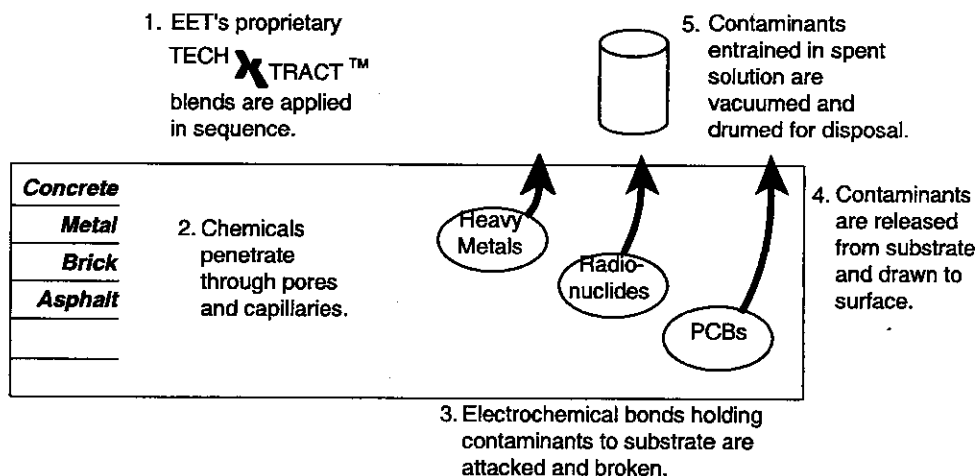 1. EET's proprietary
TECH X TRACT ™
blends are applied
in sequence.
5. Contaminants
entrained in spent
solution are
vacuumed and
drumed for disposal.
Concrete
Metal
Brick
Asphalt
2. Chemicals
penetrate
through pores
and capillaries.
Heavy
Metals
Radio-
nuclides
PCBs
4. Contaminants
are released
from substrate
and drawn to
surface.
3. Electrochemical bonds holding
contaminants to substrate are
attacked and broken.